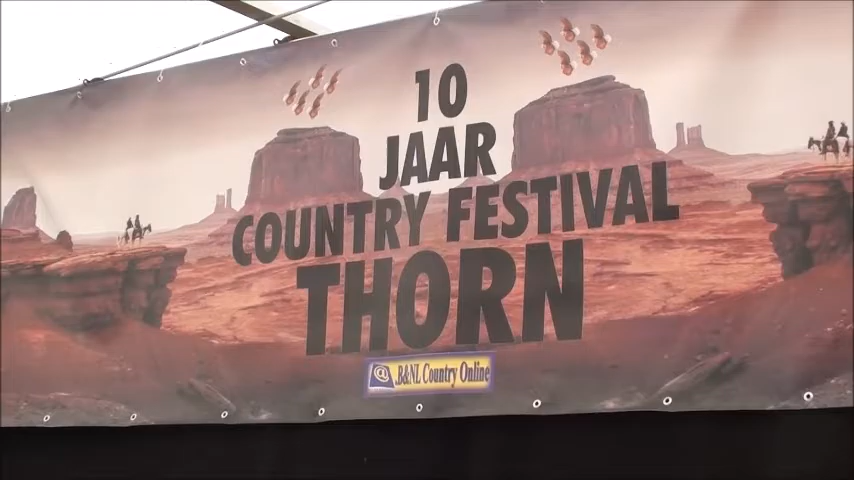 10
JAAR
COUNTRY FESTIVAL
THORN
@.B&NL Country Online